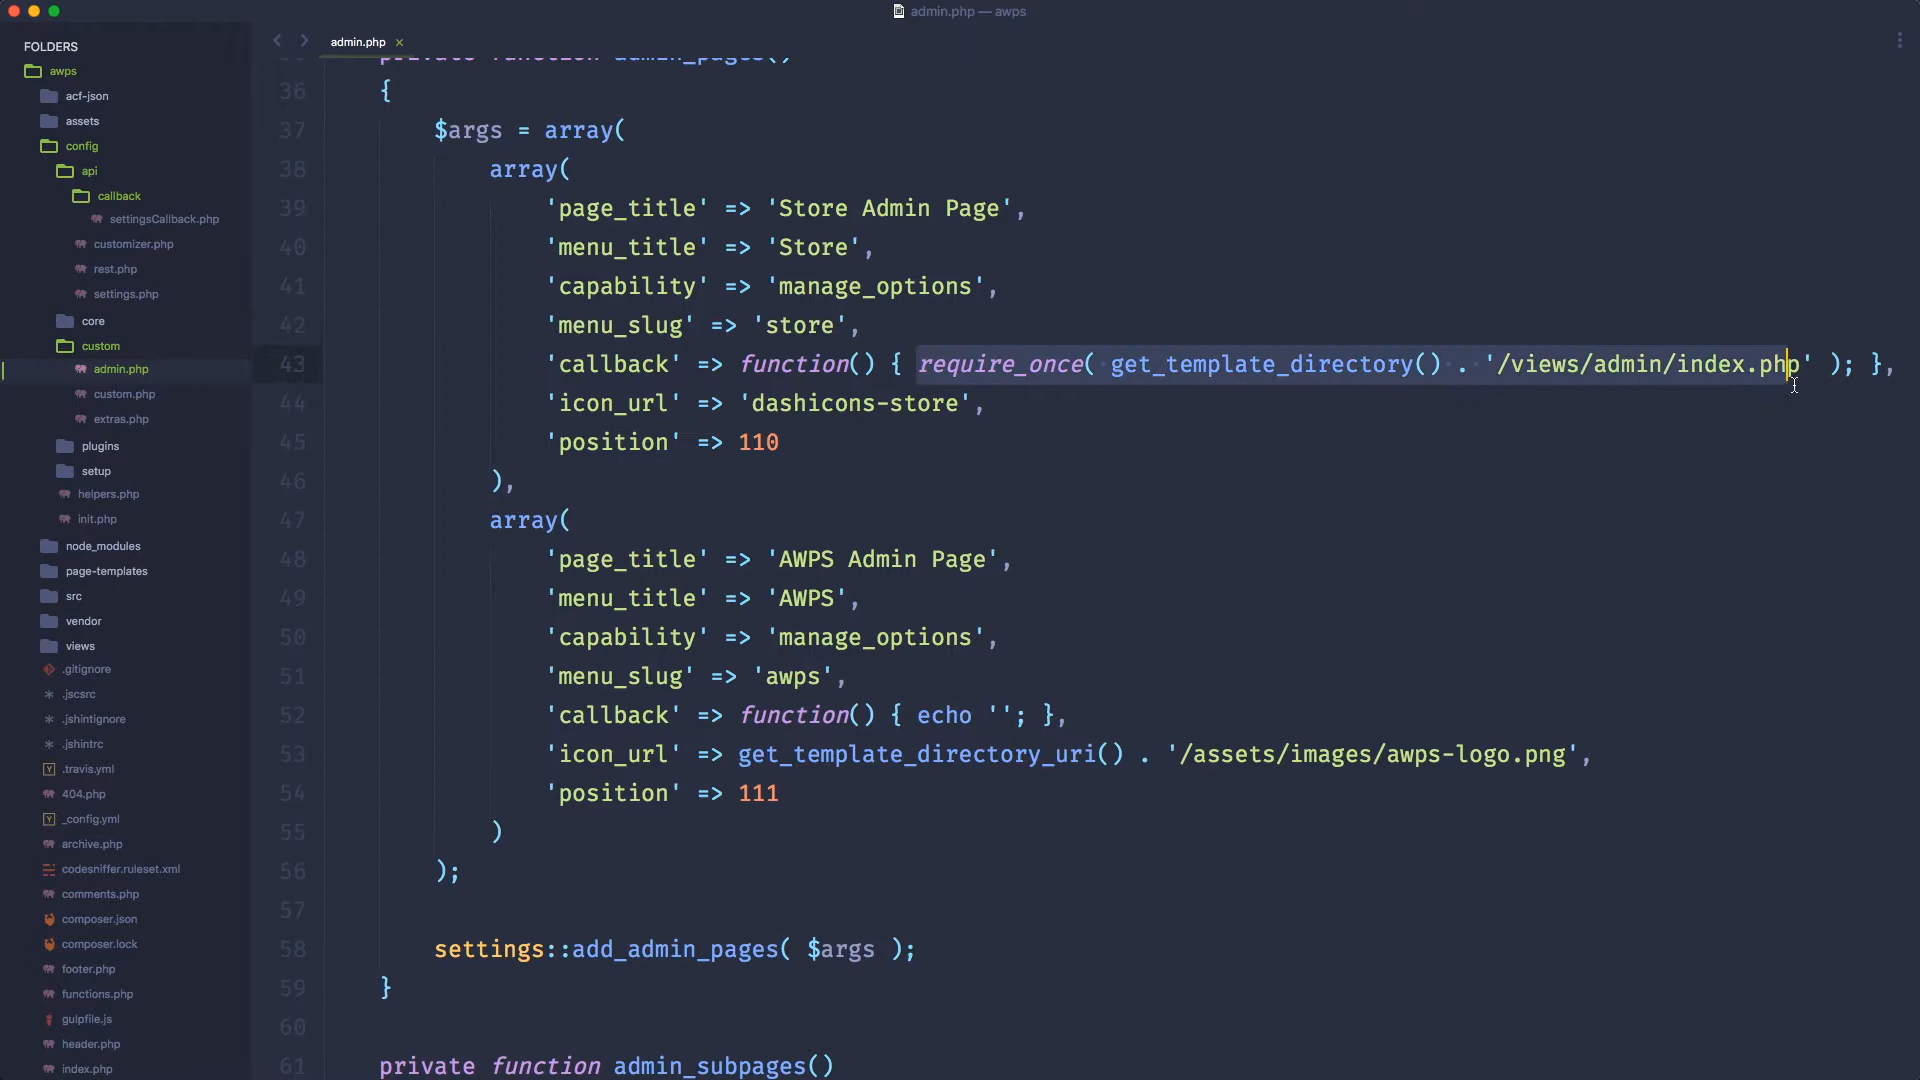 admin.php — awps
FOLDERS
awps
acf-json
assets
config
api
callback
settingsCallback.php
customizer.php
rest.php
settings.php
core
custom
admin.php
custom.php
extras.php
plugins
setup
helpers.php
init.php
node_modules
page-templates
src
vendor
views
.gitignore
.jscsrc
.jshintignore
.jshintrc
.travis.yml
404.php
_config.yml
archive.php
codesniffer.ruleset.xml
comments.php
composer.json
composer.lock
footer.php
functions.php
gulpfile.js
header.php
index.php
admin.php ×
private function admin_pages()
36 {
37 $args = array(
38 array(
39 'page_title' => 'Store Admin Page',
40 'menu_title' => 'Store',
41 'capability' => 'manage_options',
42 'menu_slug' => 'store',
43 'callback' => function() { require_once( get_template_directory() . '/views/admin/index.php' ); },
44 'icon_url' => 'dashicons-store',
45 'position' => 110
46 ),
47 array(
48 'page_title' => 'AWPS Admin Page',
49 'menu_title' => 'AWPS',
50 'capability' => 'manage_options',
51 'menu_slug' => 'awps',
52 'callback' => function() { echo ''; },
53 'icon_url' => get_template_directory_uri() . '/assets/images/awps-logo.png',
54 'position' => 111
55 )
56 );
57
58 settings::add_admin_pages( $args );
59 }
60
61 private function admin_subpages()